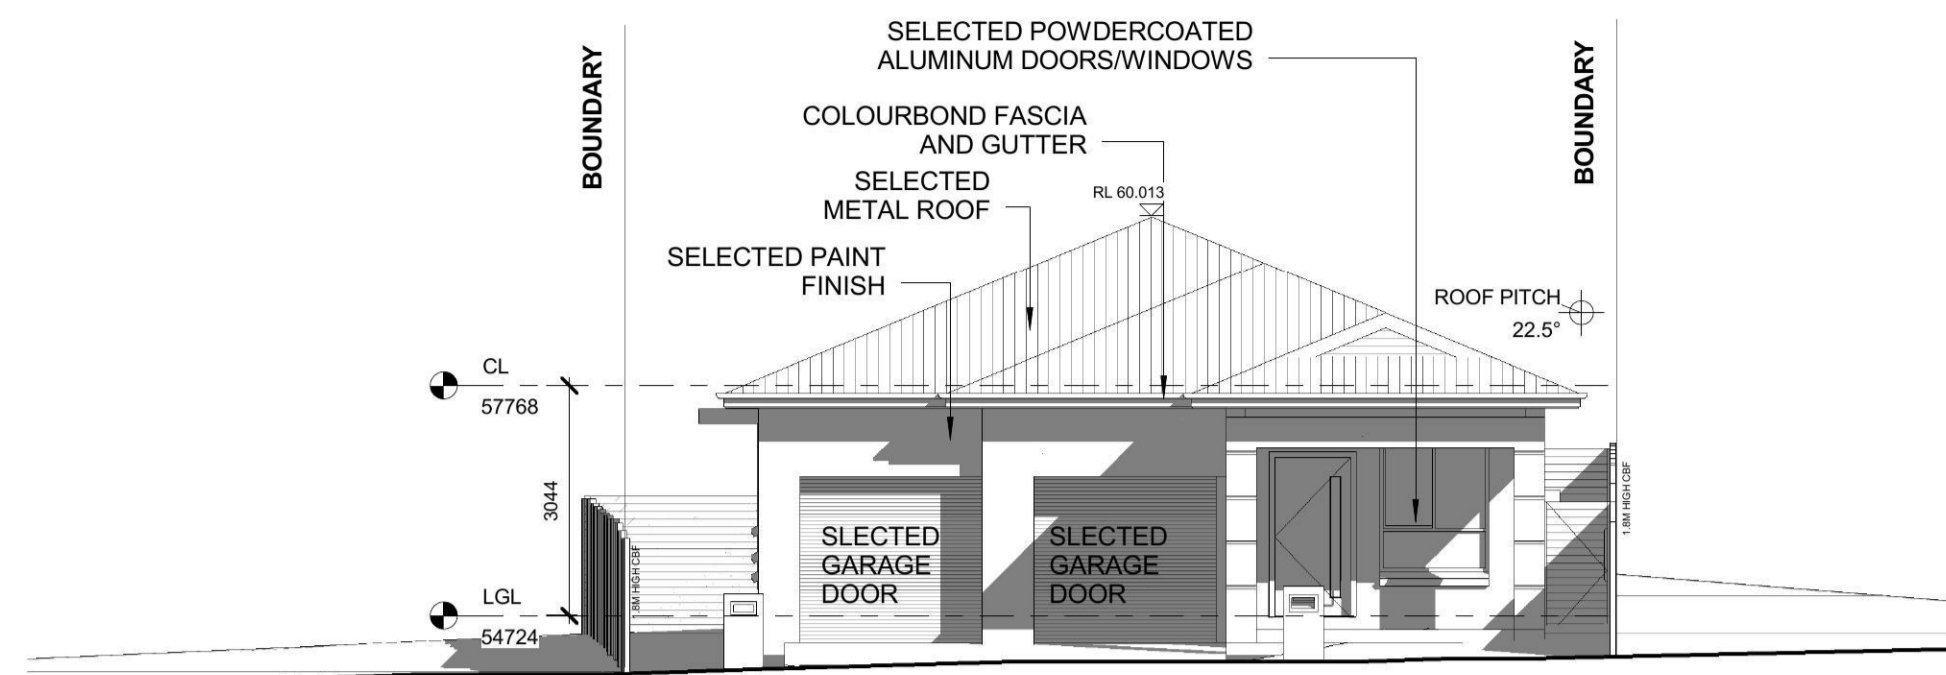 SELECTED POWDERCOATED
ALUMINUM DOORS/WINDOWS
BOUNDARY
BOUNDARY
COLOURBOND FASCIA
AND GUTTER
SELECTED
METAL ROOF
RL 60.013
SELECTED PAINT
FINISH
ROOF PITCH
22.5°
CL
57768
3044
LGL
54724
SLECTED
GARAGE
DOOR
SLECTED
GARAGE
DOOR
.8M HIGH CBF
1.8M HIGH CBF